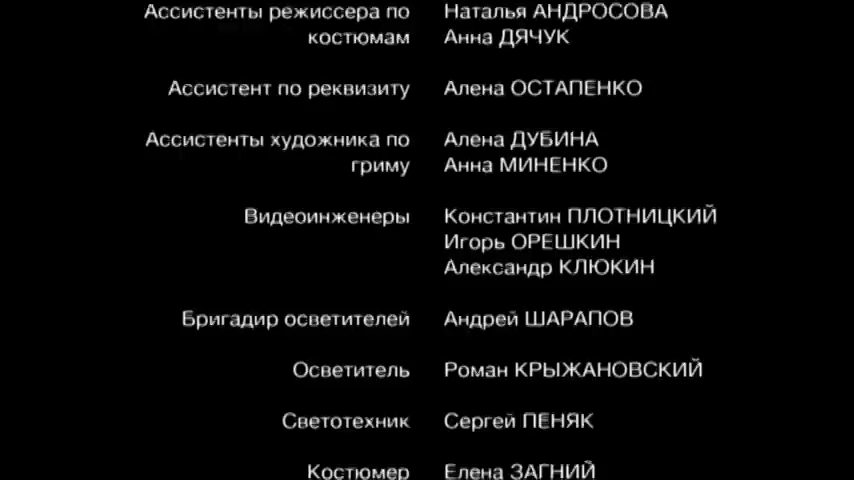 Ассистенты режиссера по Наталья АНДРОСОВА
костюмам Анна ДЯЧУК
Ассистент по реквизиту Алена ОСТАПЕНКО
Ассистенты художника по Алена ДУБИНА
гриму Анна МИНЕНКО
Видеоинженеры Константин ПЛОТНИЦКИЙ
Игорь ОРЕШКИН
Александр КЛЮКИН
Бригадир осветителей Андрей ШАРАПОВ
Осветитель Роман КРЫЖАНОВСКИЙ
Светотехник Сергей ПЕНЯК
Костюмер Елена ЗАГНИЙ